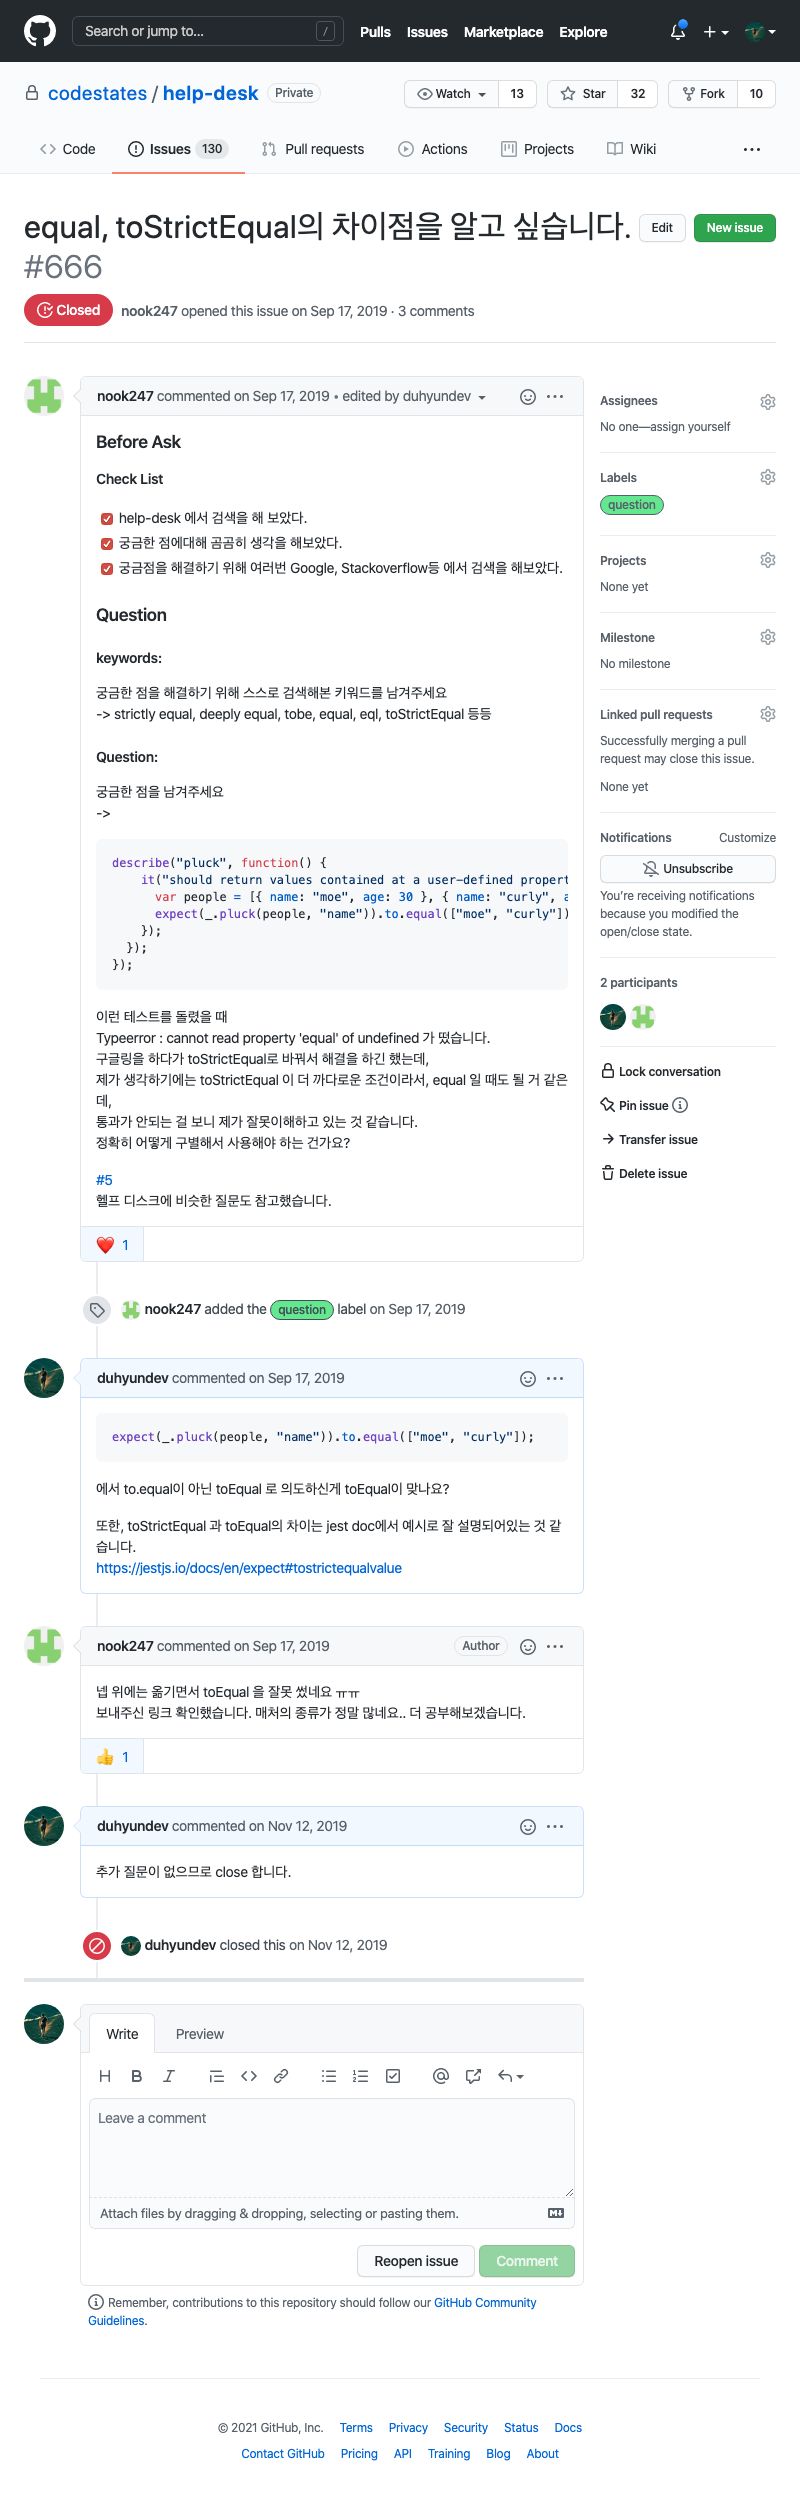 Search or jump to...
/
Pulls Issues Marketplace Explore
codestates / help-desk Private
Watch 13 Star 32 Fork 10
Code Issues 130 Pull requests Actions Projects Wiki
equal, toStrictEqual의 차이점을 알고 싶습니다. #666
Edit New issue
Closed nook247 opened this issue on Sep 17, 2019 · 3 comments
nook247 commented on Sep 17, 2019 • edited by duhyundev
Before Ask
Check List
help-desk 에서 검색을 해 보았다.
궁금한 점에대해 곰곰히 생각을 해보았다.
궁금점을 해결하기 위해 여러번 Google, Stackoverflow등 에서 검색을 해보았다.
Question
keywords:
궁금한 점을 해결하기 위해 스스로 검색해본 키워드를 남겨주세요
-> strictly equal, deeply equal, tobe, equal, eql, toStrictEqual 등등
Question:
궁금한 점을 남겨주세요
->
describe("pluck", function() {
it("should return values contained at a user-defined propert
var people = [{ name: "moe", age: 30 }, { name: "curly", a
expect(_.pluck(people, "name")).to.equal(["moe", "curly"])
});
});
});
이런 테스트를 돌렸을 때
Typeerror : cannot read property 'equal' of undefined 가 떴습니다.
구글링을 하다가 toStrictEqual로 바꿔서 해결을 하긴 했는데,
제가 생각하기에는 toStrictEqual 이 더 까다로운 조건이라서, equal 일 때도 될 거 같은
데,
통과가 안되는 걸 보니 제가 잘못이해하고 있는 것 같습니다.
정확히 어떻게 구별해서 사용해야 하는 건가요?
#5
헬프 디스크에 비슷한 질문도 참고했습니다.
❤️ 1
nook247 added the question label on Sep 17, 2019
duhyundev commented on Sep 17, 2019
expect(_.pluck(people, "name")).to.equal(["moe", "curly"]);
에서 to.equal이 아닌 toEqual 로 의도하신게 toEqual이 맞나요?
또한, toStrictEqual 과 toEqual의 차이는 jest doc에서 예시로 잘 설명되어있는 것 같
습니다.
https://jestjs.io/docs/en/expect#tostrictequalvalue
nook247 commented on Sep 17, 2019 Author
넵 위에는 옮기면서 toEqual 을 잘못 썼네요 ㅠㅠ
보내주신 링크 확인했습니다. 매처의 종류가 정말 많네요.. 더 공부해보겠습니다.
👍 1
duhyundev commented on Nov 12, 2019
추가 질문이 없으므로 close 합니다.
duhyundev closed this on Nov 12, 2019
Write Preview
Leave a comment
Attach files by dragging & dropping, selecting or pasting them.
Reopen issue Comment
Remember, contributions to this repository should follow our GitHub Community
Guidelines.
Assignees
No one—assign yourself
Labels
question
Projects
None yet
Milestone
No milestone
Linked pull requests
Successfully merging a pull
request may close this issue.
None yet
Notifications Customize
Unsubscribe
You're receiving notifications
because you modified the
open/close state.
2 participants
Lock conversation
Pin issue
Transfer issue
Delete issue
© 2021 GitHub, Inc. Terms Privacy Security Status Docs
Contact GitHub Pricing API Training Blog About